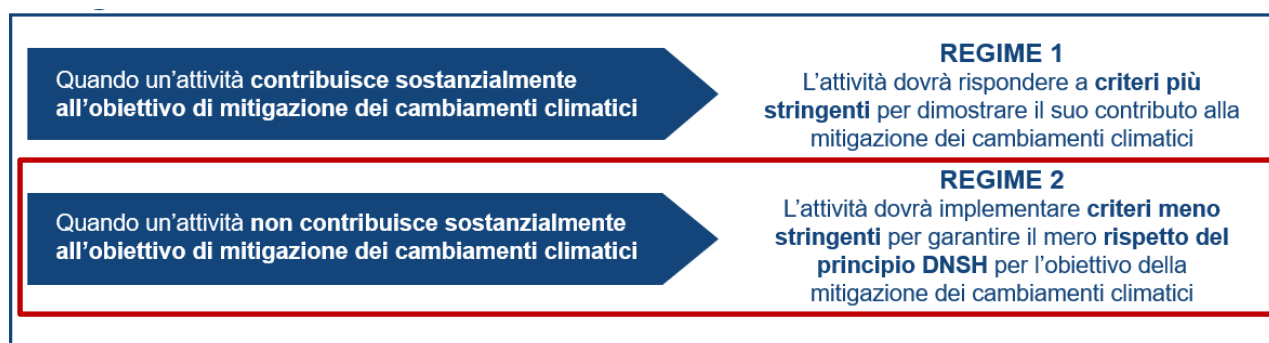 Quando un'attività contribuisce sostanzialmente
all'obiettivo di mitigazione dei cambiamenti climatici
REGIME 1
L'attività dovrà rispondere a criteri più
stringenti per dimostrare il suo contributo alla
mitigazione dei cambiamenti climatici
Quando un'attività non contribuisce sostanzialmente
all'obiettivo di mitigazione dei cambiamenti climatici
REGIME 2
L'attività dovrà implementare criteri meno
stringenti per garantire il mero rispetto del
principio DNSH per l'obiettivo della
mitigazione dei cambiamenti climatici